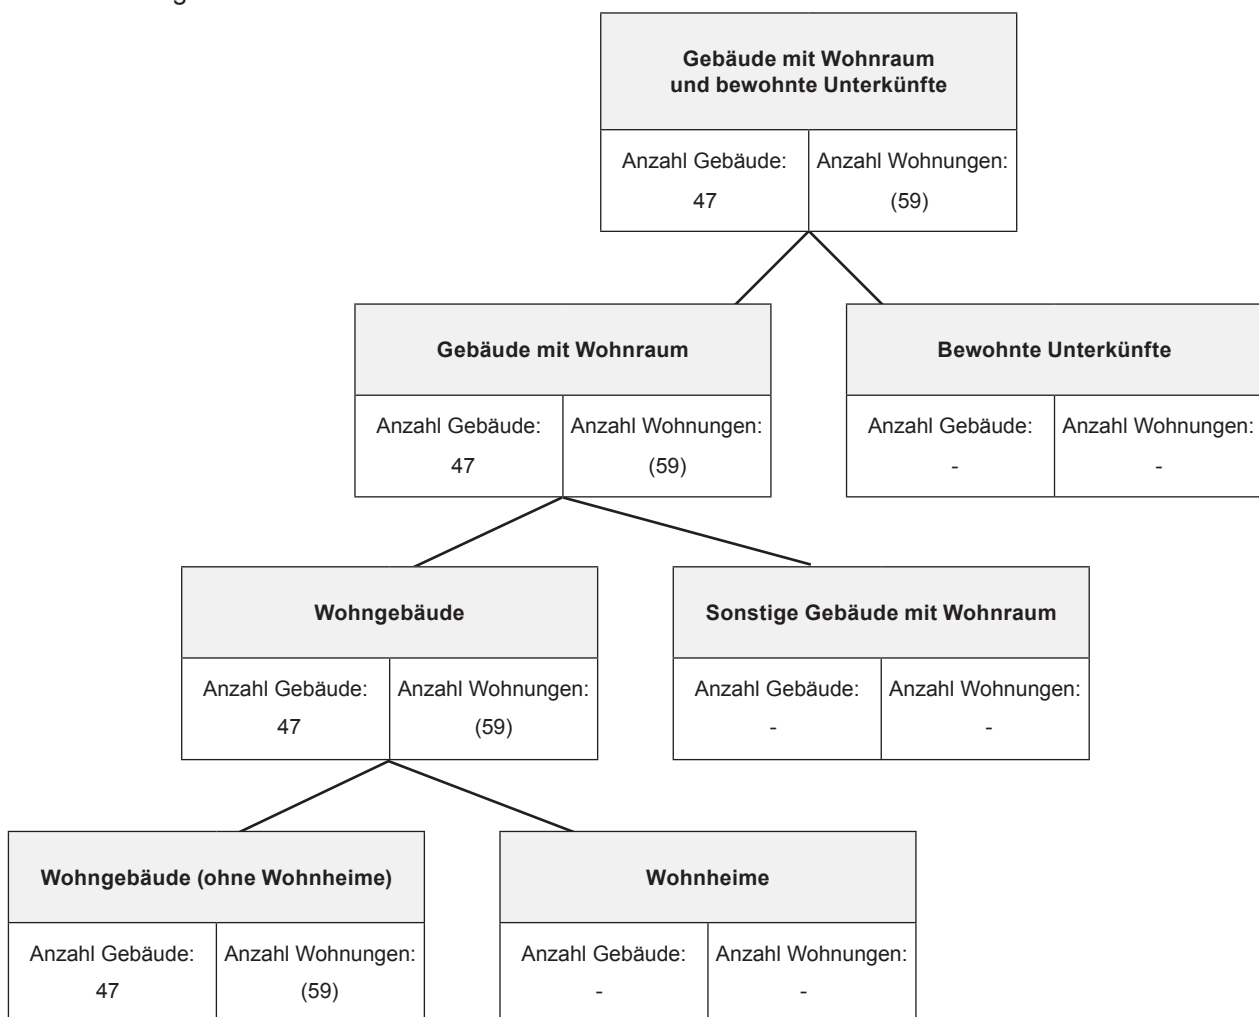 Gebäude mit Wohnraum
und bewohnte Unterkünfte
Anzahl Gebäude: Anzahl Wohnungen:
47 (59)
Gebäude mit Wohnraum
Anzahl Gebäude: Anzahl Wohnungen:
47 (59)
Bewohnte Unterkünfte
Anzahl Gebäude: Anzahl Wohnungen:
- -
Wohngebäude
Anzahl Gebäude: Anzahl Wohnungen:
47 (59)
Sonstige Gebäude mit Wohnraum
Anzahl Gebäude: Anzahl Wohnungen:
- -
Wohngebäude (ohne Wohnheime)
Anzahl Gebäude: Anzahl Wohnungen:
47 (59)
Wohnheime
Anzahl Gebäude: Anzahl Wohnungen:
- -